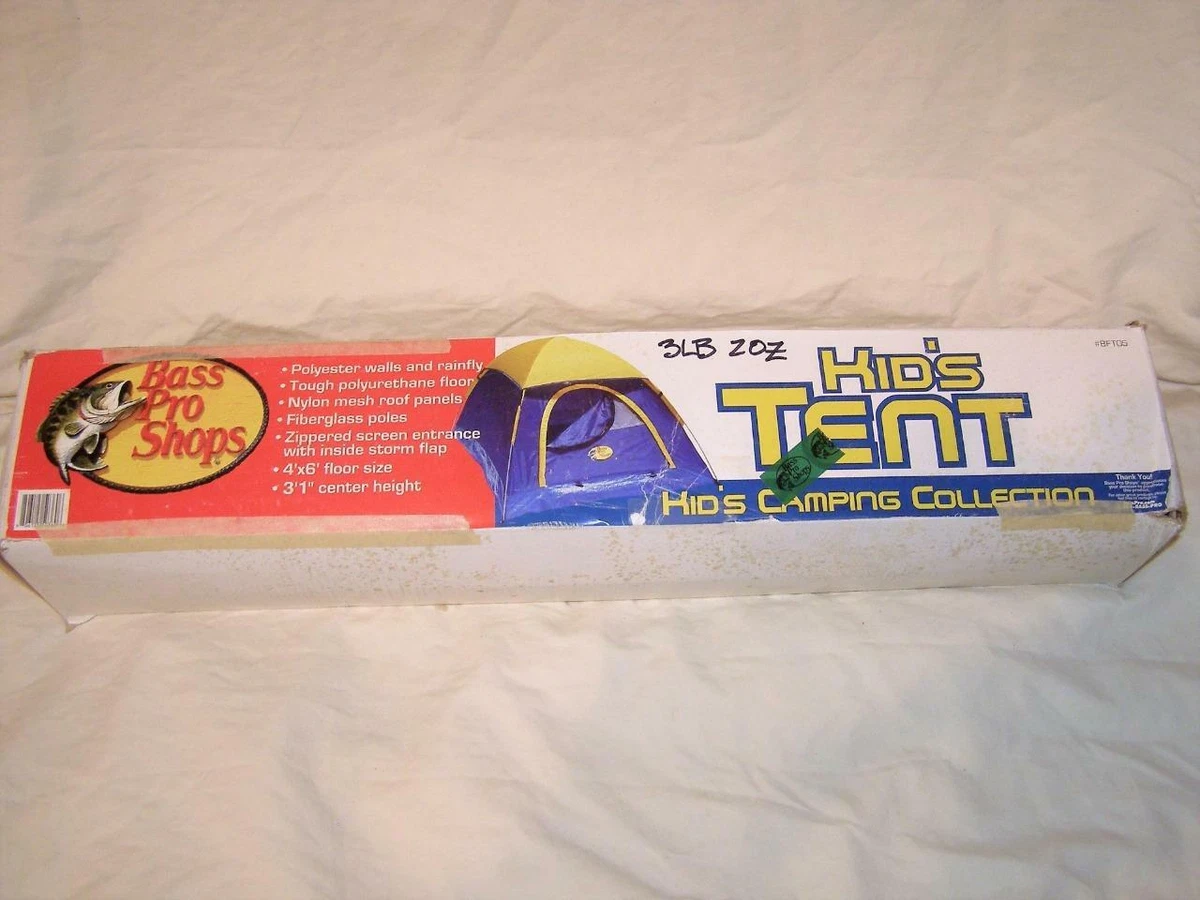 Bass
Pro
Shops
• Polyester walls and rainfly
• Tough polyurethane floor
• Nylon mesh roof panels
• Fiberglass poles
• Zippered screen entrance
with inside storm flap
• 4'x6' floor size
• 3'1" center height
3LB 2OZ
#BFT05
KID'S
TENT
KID'S CAMPING COLLECTION
Thank You!